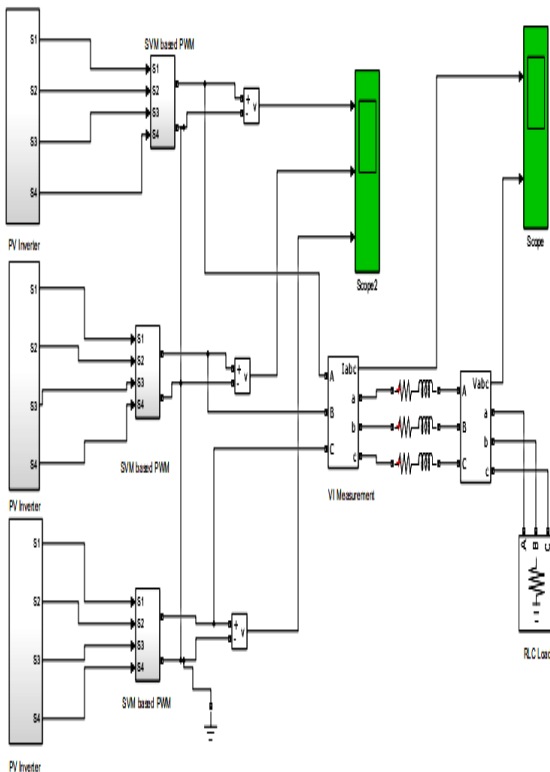 SVM based PWM
S1
S2
S3
S4
S1
S2
S3
S4
+
-
v
PV Inverter
Scope2
Scope
S1
S2
S3
S4
S1
S2
S3
S4
+
-
v
SVM based PWM
PV Inverter
Iabc
A
a
B
b
C
c
VI Measurement
Vabc
A
a
B
b
C
c
A
B
C
RLC Load
S1
S2
S3
S4
S1
S2
S3
S4
+
-
v
SVM based PWM
PV Inverter